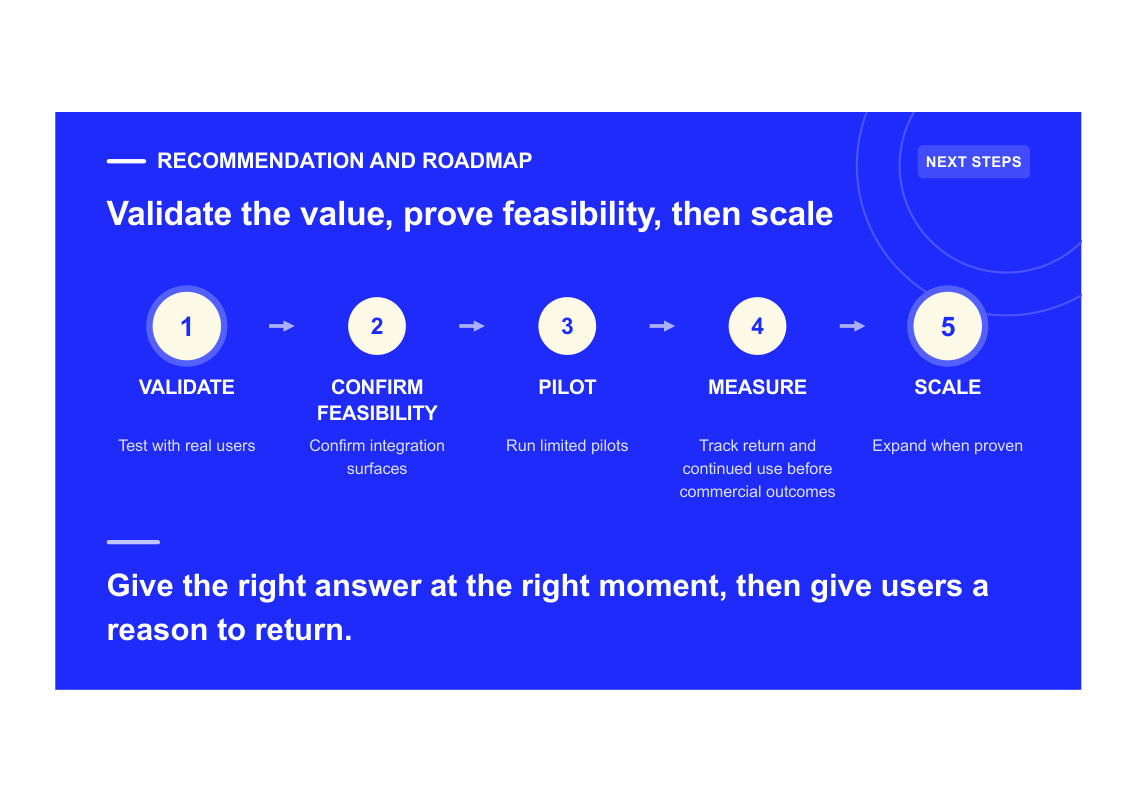 RECOMMENDATION AND ROADMAP
NEXT STEPS
Validate the value, prove feasibility, then scale
1
2
3
4
5
VALIDATE
CONFIRM
FEASIBILITY
PILOT
MEASURE
SCALE
Test with real users
Confirm integration
surfaces
Run limited pilots
Track return and
continued use before
commercial outcomes
Expand when proven
Give the right answer at the right moment, then give users a
reason to return.